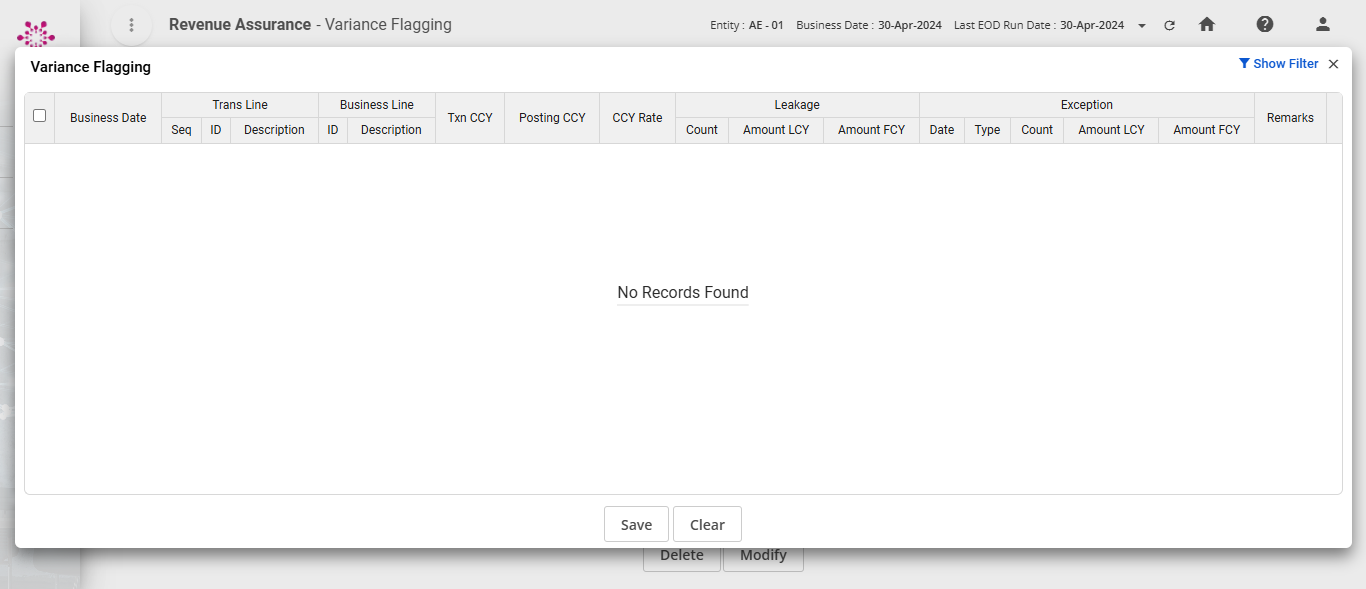 Revenue Assurance - Variance Flagging
Entity : AE - 01 Business Date : 30-Apr-2024 Last EOD Run Date : 30-Apr-2024
Variance Flagging
Show Filter
Business Date Trans Line Business Line Txn CCY Posting CCY CCY Rate Leakage Exception Remarks
Seq ID Description ID Description Count Amount LCY Amount FCY Date Type Count Amount LCY Amount FCY
No Records Found
Save Clear
Delete Modify